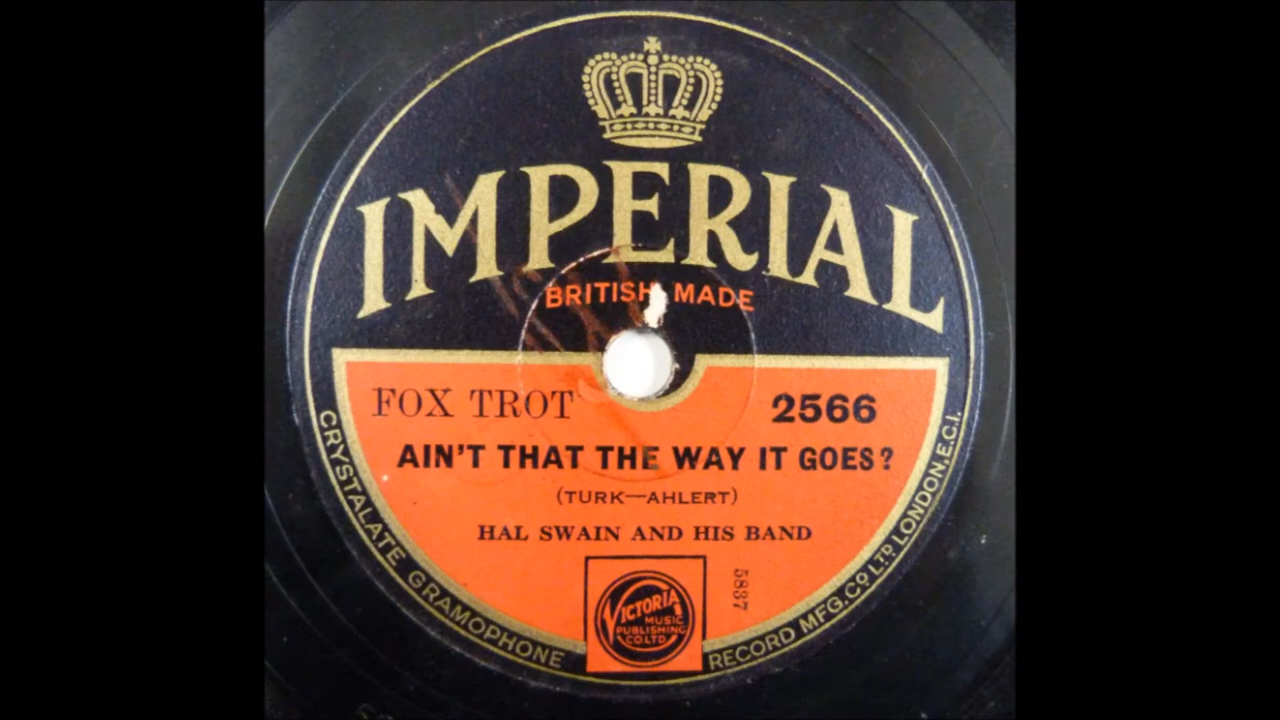 IMPERIAL
BRITISH MADE
FOX TROT 2566
AIN'T THAT THE WAY IT GOES?
(TURK—AHLERT)
HAL SWAIN AND HIS BAND
5837
VICTORIA
MUSIC
PUBLISHING
CO. LTD
CRYSTALATE GRAMOPHONE RECORD MFG. CO. LTD. LONDON, E.C.1.